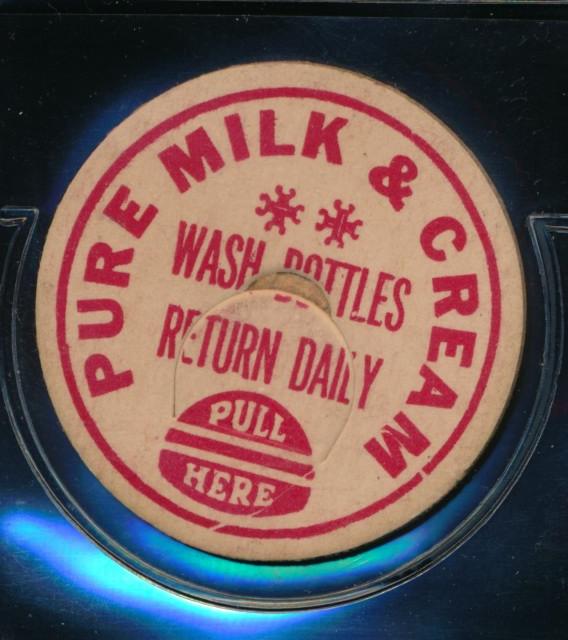 PURE MILK & CREAM
WASH BOTTLES
RETURN DAILY
PULL
HERE